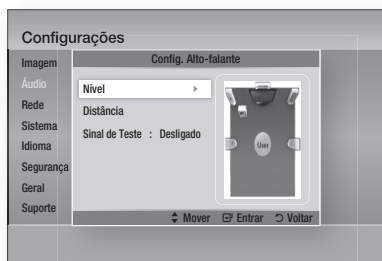 Configurações
Imagem
Áudio
Rede
Sistema
Idioma
Segurança
Geral
Suporte
Config. Alto-falante
Nível
Distância
Sinal de Teste : Desligado
User
Mover Entrar Voltar